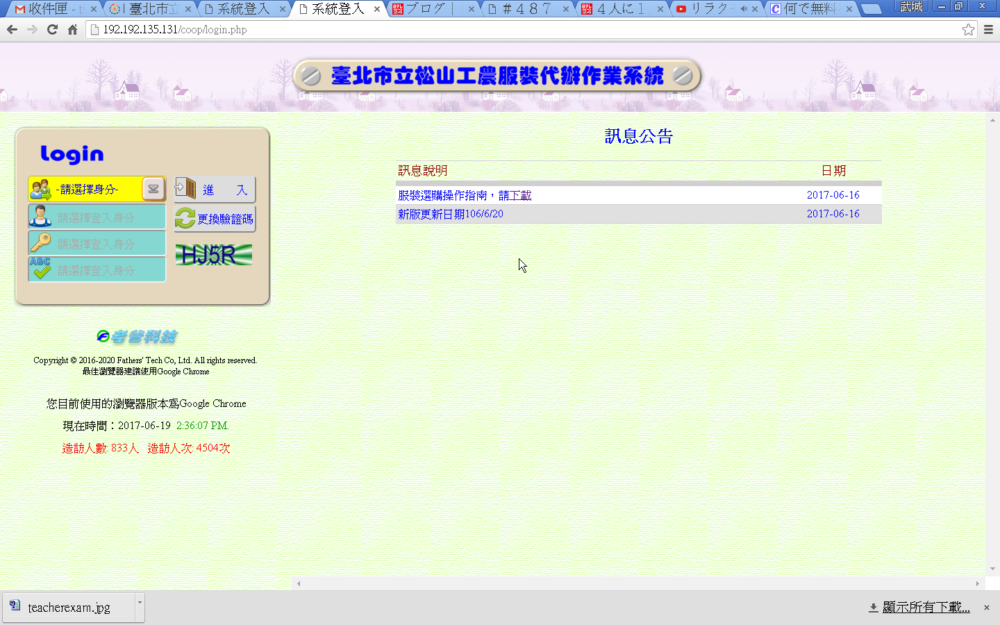 收件匣 - t
臺北市立
系統登入
系統登入
ブログ｜
＃４８７
４人に１
リラク
何で無料
武城
192.192.135.131/coop/login.php
臺北市立松山工農服裝代辦作業系統
Login
-請選擇身分-
進 入
請選擇登入身分
更換驗證碼
請選擇登入身分
HJ5R
ABC
請選擇登入身分
訊息公告
訊息說明 日期
服裝選購操作指南，請下載 2017-06-16
新版更新日期106/6/20 2017-06-16
老爸科技
Copyright © 2016-2020 Fathers' Tech Co, Ltd. All rights reserved.
最佳瀏覽器建議使用Google Chrome
您目前使用的瀏覽器版本為Google Chrome
現在時間：2017-06-19 2:36:07 PM.
造訪人數: 833人 造訪人次: 4504次
teacherexam.jpg
顯示所有下載...